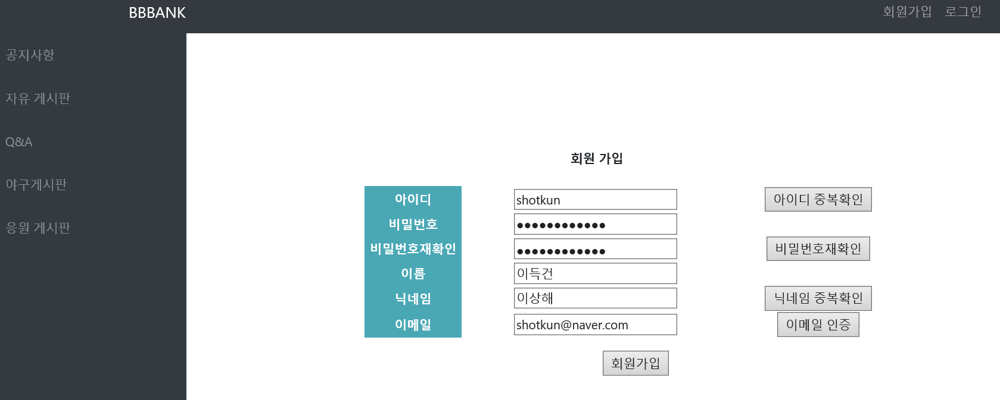 BBBANK
회원가입 로그인
공지사항
자유 게시판
Q&A
야구게시판
응원 게시판
회원 가입
아이디 shotkun 아이디 중복확인
비밀번호 ●●●●●●●●●●●●
비밀번호재확인 ●●●●●●●●●●●● 비밀번호재확인
이름 이득건
닉네임 이상해 닉네임 중복확인
이메일 shotkun@naver.com 이메일 인증
회원가입